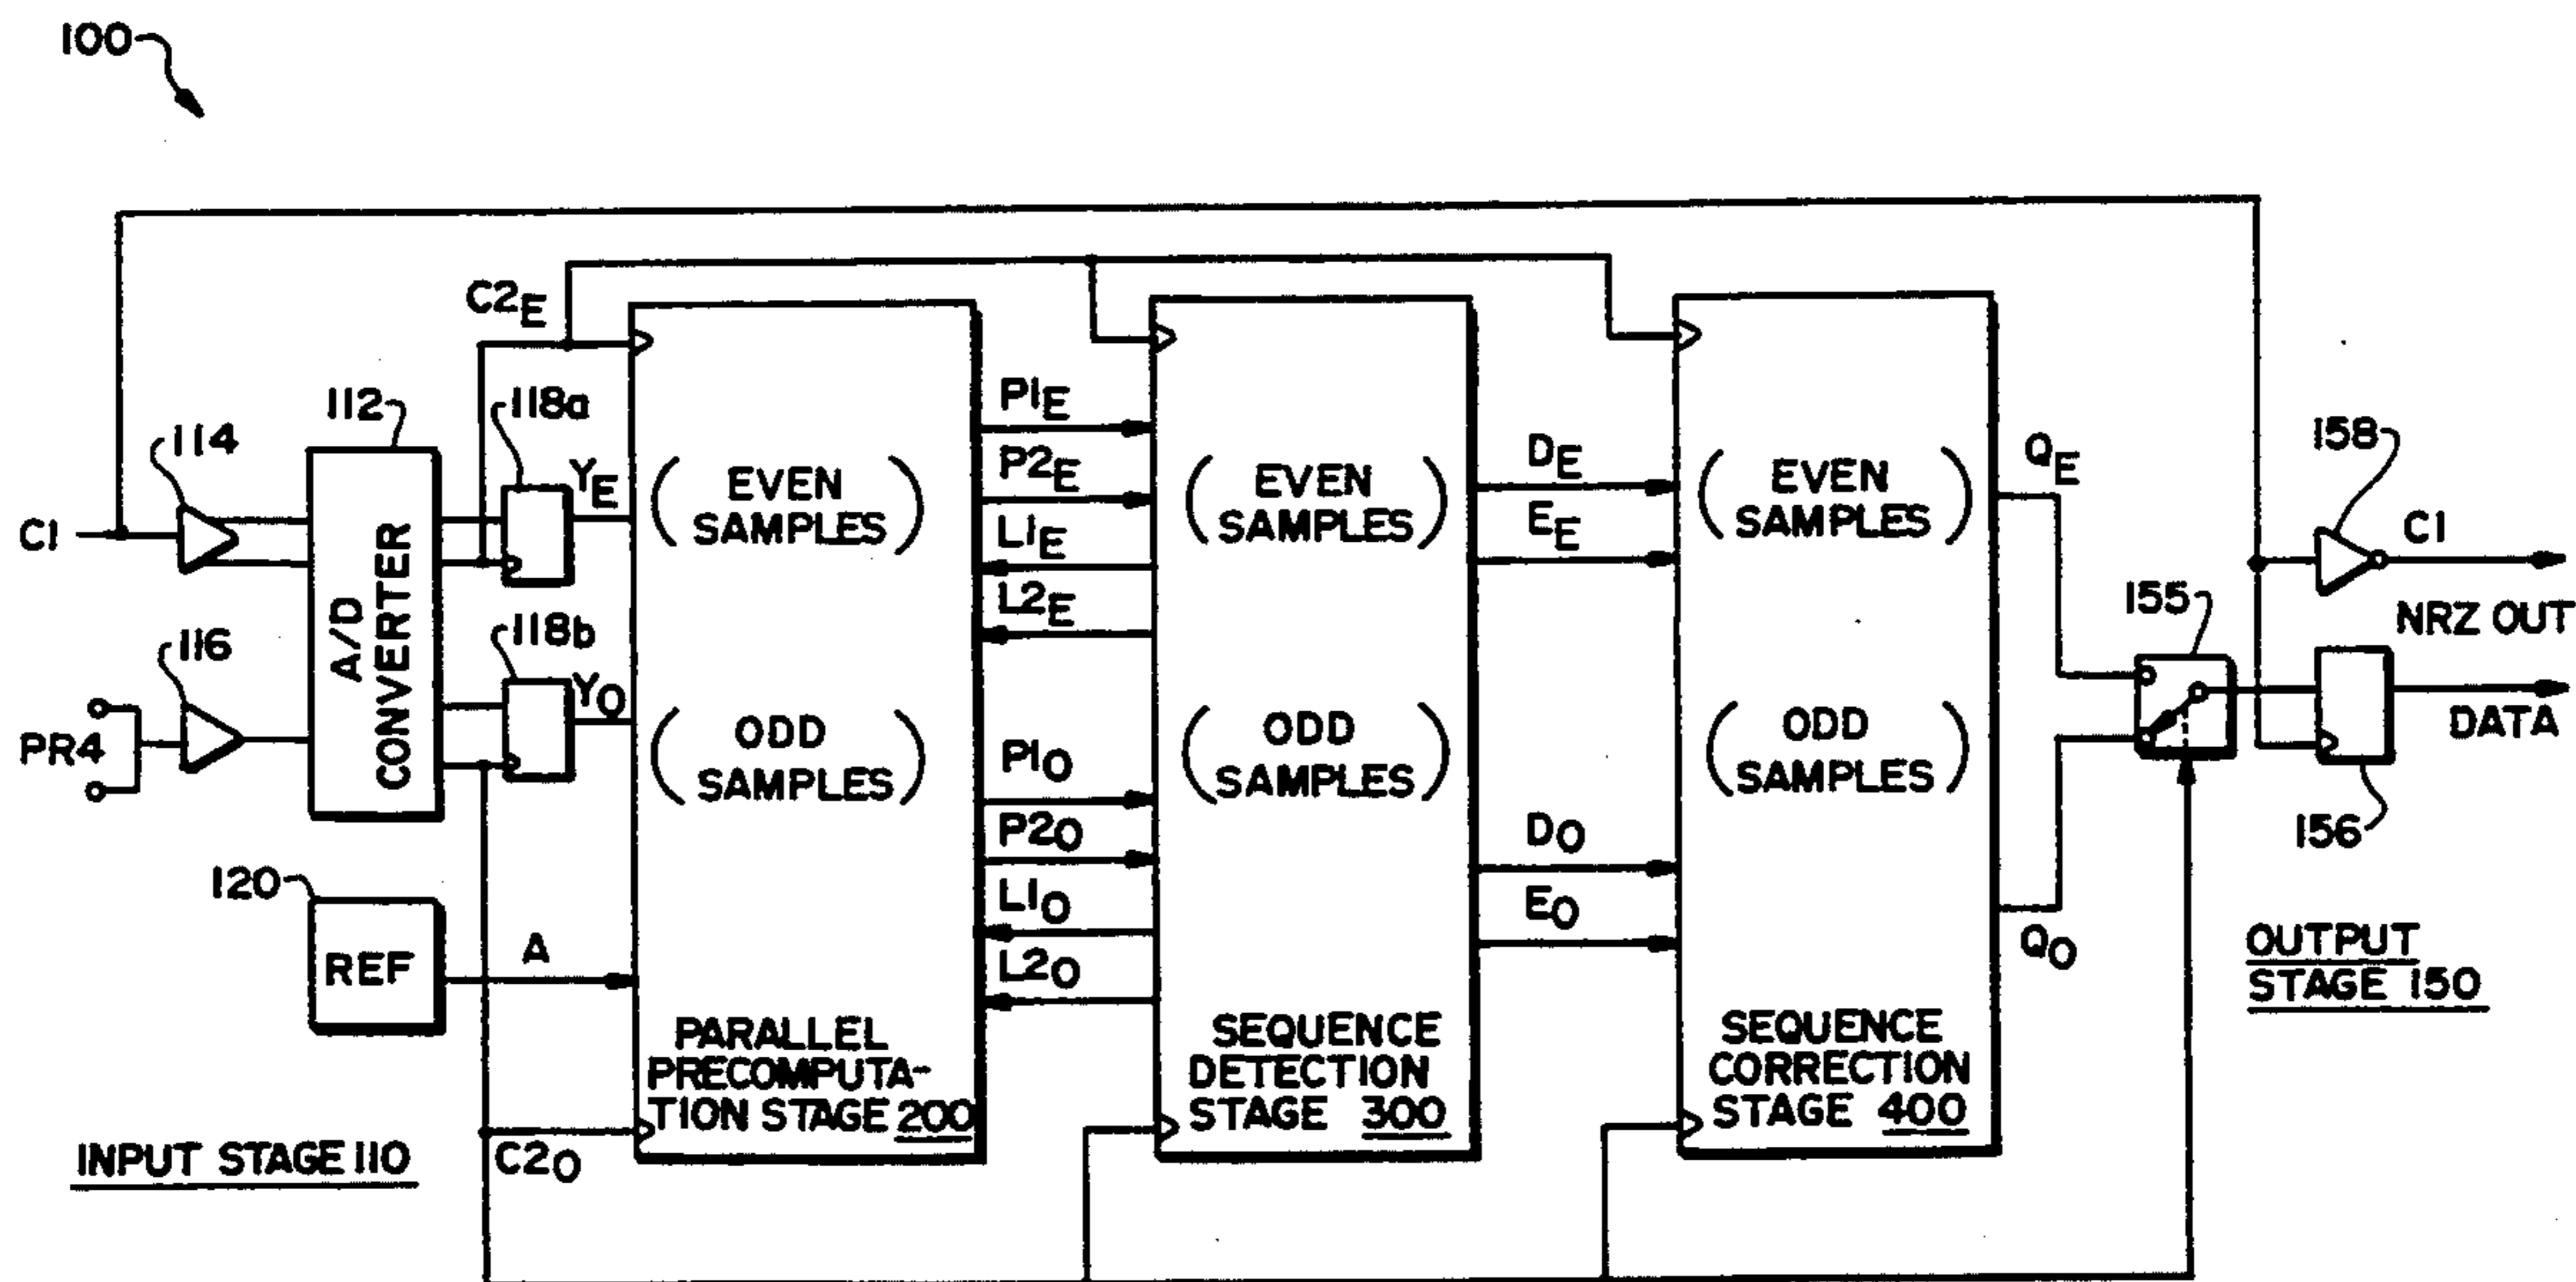 100
C1
114
112
118a
C2E
YE
116
PR4
A/D
CONVERTER
118b
YO
120
REF
A
INPUT STAGE 110
C2O
(EVEN
SAMPLES)
(ODD
SAMPLES)
PARALLEL
PRECOMPUTA-
TION STAGE 200
P1E
P2E
L1E
L2E
P1O
P2O
L1O
L2O
(EVEN
SAMPLES)
(ODD
SAMPLES)
SEQUENCE
DETECTION
STAGE 300
DE
EE
DO
EO
(EVEN
SAMPLES)
(ODD
SAMPLES)
SEQUENCE
CORRECTION
STAGE 400
QE
QO
155
158
C1
NRZ OUT
DATA
156
OUTPUT
STAGE 150